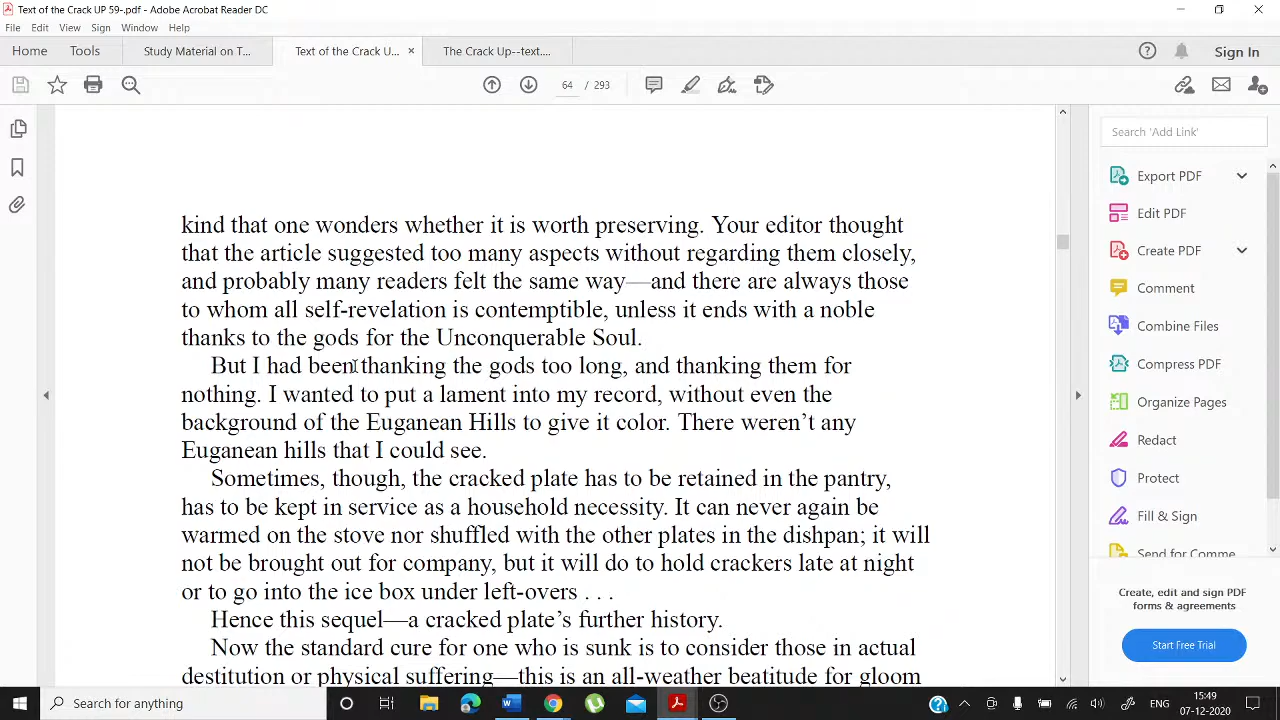 Text of the Crack UP 59-.pdf - Adobe Acrobat Reader DC
File Edit View Sign Window Help
Home Tools Study Material on T... Text of the Crack U... × The Crack Up--text.... Sign In
64 / 293
Search 'Add Link'
Export PDF
Edit PDF
Create PDF
Comment
Combine Files
Compress PDF
Organize Pages
Redact
Protect
Fill & Sign
Send for Comme
Create, edit and sign PDF
forms & agreements
Start Free Trial
kind that one wonders whether it is worth preserving. Your editor thought
that the article suggested too many aspects without regarding them closely,
and probably many readers felt the same way—and there are always those
to whom all self-revelation is contemptible, unless it ends with a noble
thanks to the gods for the Unconquerable Soul.
But I had been thanking the gods too long, and thanking them for
nothing. I wanted to put a lament into my record, without even the
background of the Euganean Hills to give it color. There weren’t any
Euganean hills that I could see.
Sometimes, though, the cracked plate has to be retained in the pantry,
has to be kept in service as a household necessity. It can never again be
warmed on the stove nor shuffled with the other plates in the dishpan; it will
not be brought out for company, but it will do to hold crackers late at night
or to go into the ice box under left-overs . . .
Hence this sequel—a cracked plate’s further history.
Now the standard cure for one who is sunk is to consider those in actual
destitution or physical suffering—this is an all-weather beatitude for gloom
Search for anything
ENG
15:49
07-12-2020